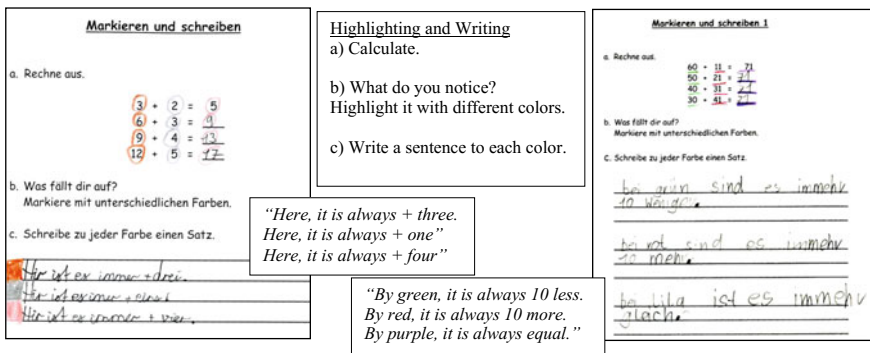 Markieren und schreiben
a. Rechne aus.
3 + 2 = 5
6 + 3 = 9
9 + 4 = 13
12 + 5 = 17
b. Was fällt dir auf?
Markiere mit unterschiedlichen Farben.
c. Schreibe zu jeder Farbe einen Satz.
Hir ist es immer + drei.
Hir ist es immer + eins
Hir ist es immer + vier.
Highlighting and Writing
a) Calculate.
b) What do you notice?
Highlight it with different colors.
c) Write a sentence to each color.
"Here, it is always + three.
Here, it is always + one"
Here, it is always + four"
"By green, it is always 10 less.
By red, it is always 10 more.
By purple, it is always equal."
Markieren und schreiben 1
a. Rechne aus.
60 + 11 = 71
50 + 21 = 71
40 + 31 = 71
30 + 41 = 71
b. Was fällt dir auf?
Markiere mit unterschiedlichen Farben.
c. Schreibe zu jeder Farbe einen Satz.
bei grün sind es immehr
10 weniger.
bei rot sind es immehr
10 mehr.
bei Lila ist es immehr
glach.